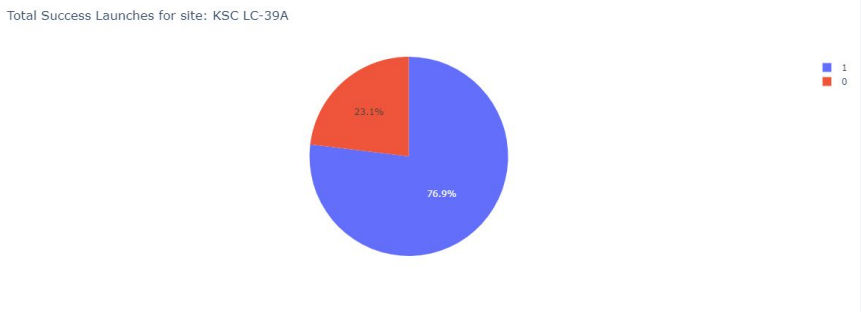 Total Success Launches for site: KSC LC-39A
1
0
23.1%
76.9%